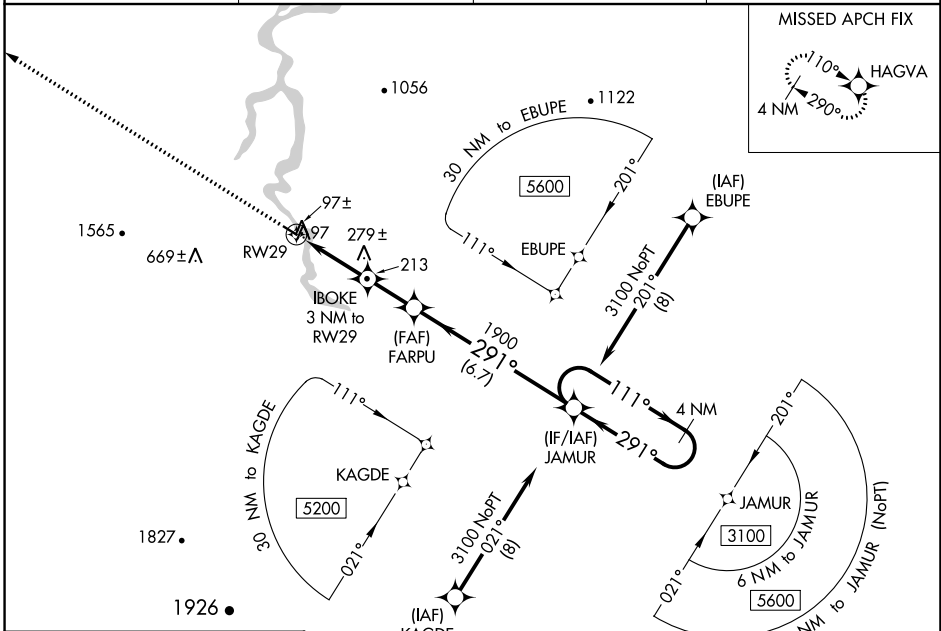 MISSED APCH FIX
110°
HAGVA
4 NM
290°
1056
1122
30 NM to EBUPE
5600
201°
111°
EBUPE
(IAF)
EBUPE
3100 NoPT
201°
(8)
1565
669±
97±
97
RW29
279±
213
IBOKE
3 NM to
RW29
(FAF)
FARPU
1900
291°
(6.7)
111°
4 NM
291°
(IF/IAF)
JAMUR
30 NM to KAGDE
111°
KAGDE
5200
021°
3100 NoPT
021°
(8)
201°
JAMUR
3100
6 NM to JAMUR
021°
5600
NM to JAMUR (NoPT)
1827
1926
(IAF)
KAGDE